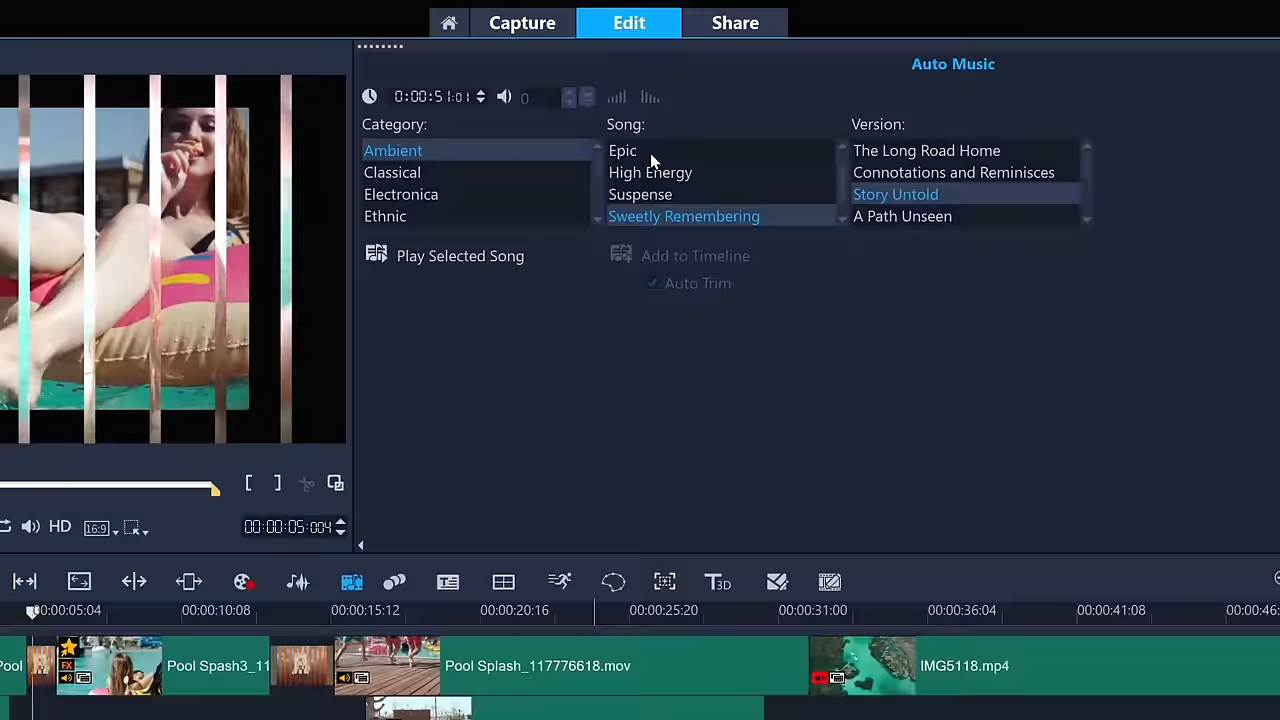 Capture Edit Share
Auto Music
0:00:51:01 0
Category: Song: Version:
Ambient Epic The Long Road Home
Classical High Energy Connotations and Reminisces
Electronica Suspense Story Untold
Ethnic Sweetly Remembering A Path Unseen
Play Selected Song Add to Timeline
Auto Trim
[ ]
HD 16:9 00:00:05:004
T3D
00:00:05:04 00:00:10:08 00:00:15:12 00:00:20:16 00:00:25:20 00:00:31:00 00:00:36:04 00:00:41:08 00:00:46:
Pool FX Pool Spash3_11 Pool Splash_117776618.mov IMG5118.mp4